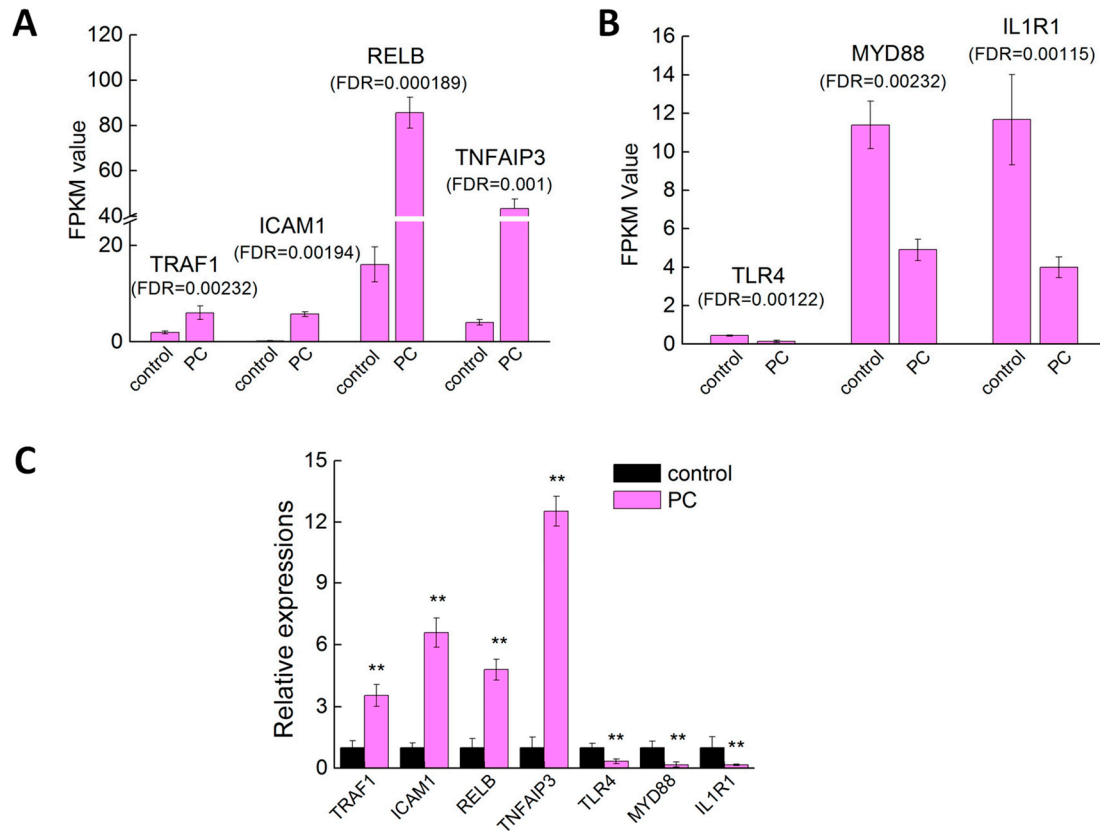 A
FPKM value
120
100
80
60
40
20
0
TRAF1
(FDR=0.00232)
ICAM1
(FDR=0.00194)
RELB
(FDR=0.000189)
TNFAIP3
(FDR=0.001)
control
PC
control
PC
control
PC
control
PC
B
FPKM Value
16
14
12
10
8
6
4
2
0
TLR4
(FDR=0.00122)
MYD88
(FDR=0.00232)
IL1R1
(FDR=0.00115)
control
PC
control
PC
control
PC
C
Relative expressions
15
12
9
6
3
0
control
PC
**
**
**
**
**
**
**
TRAF1
ICAM1
RELB
TNFAIP3
TLR4
MYD88
IL1R1